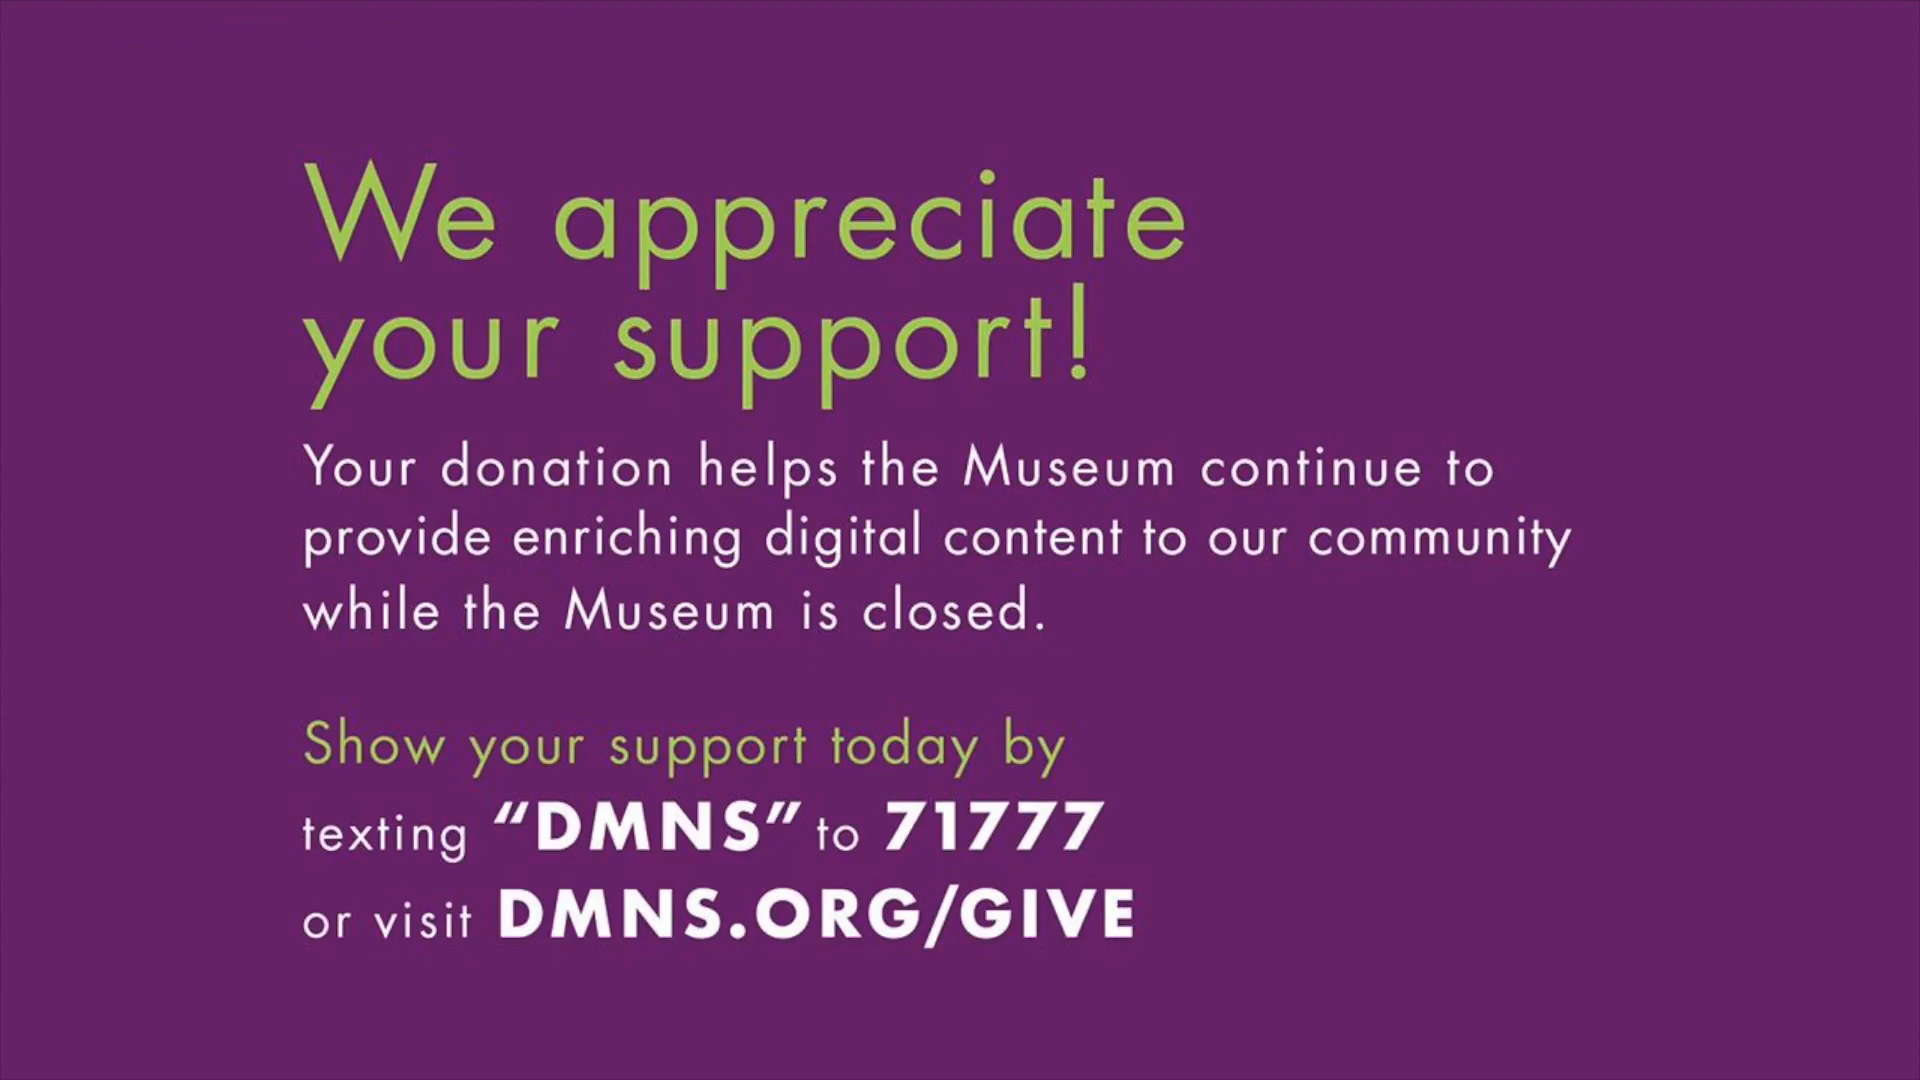 We appreciate
your support!
Your donation helps the Museum continue to
provide enriching digital content to our community
while the Museum is closed.
Show your support today by
texting “DMNS” to 71777
or visit DMNS.ORG/GIVE